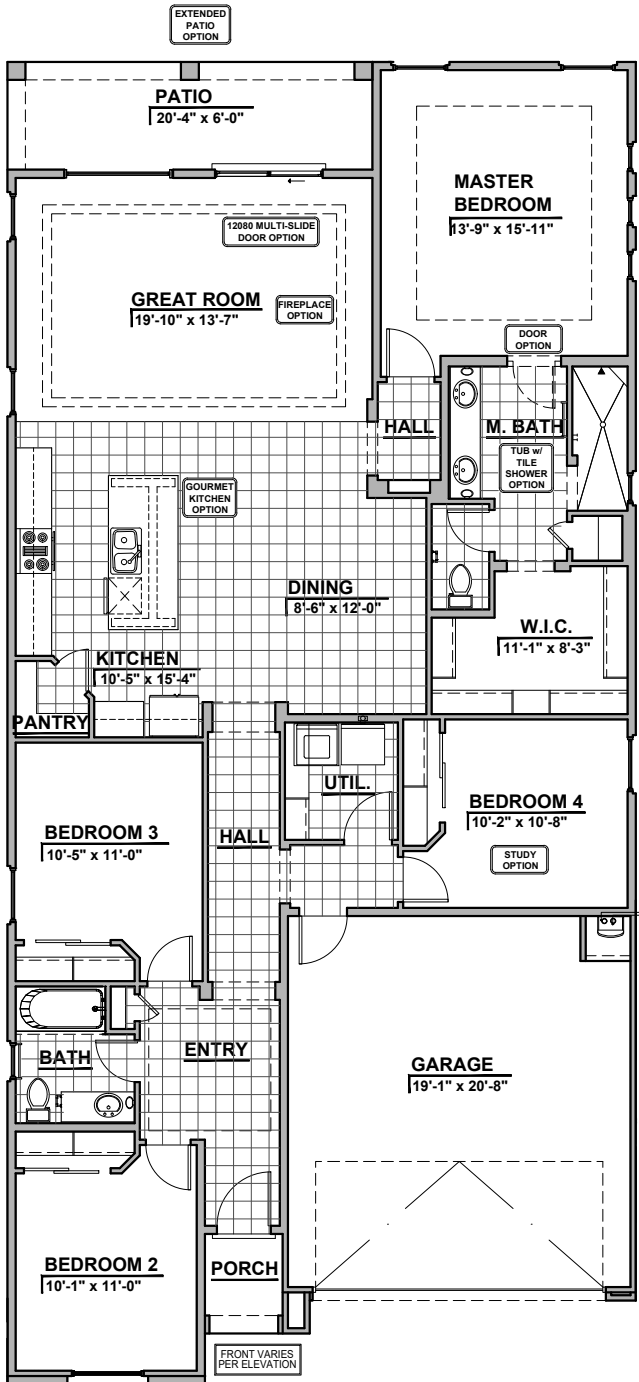 EXTENDED
PATIO
OPTION
PATIO
20'-4" x 6'-0"
MASTER
BEDROOM
13'-9" x 15'-11"
12080 MULTI-SLIDE
DOOR OPTION
GREAT ROOM
19'-10" x 13'-7"
FIREPLACE
OPTION
DOOR
OPTION
HALL
M. BATH
TUB w/
TILE
SHOWER
OPTION
GOURMET
KITCHEN
OPTION
DINING
8'-6" x 12'-0"
W.I.C.
11'-1" x 8'-3"
KITCHEN
10'-5" x 15'-4"
PANTRY
UTIL.
BEDROOM 4
10'-2" x 10'-8"
STUDY
OPTION
BEDROOM 3
10'-5" x 11'-0"
HALL
BATH
ENTRY
GARAGE
19'-1" x 20'-8"
BEDROOM 2
10'-1" x 11'-0"
PORCH
FRONT VARIES
PER ELEVATION